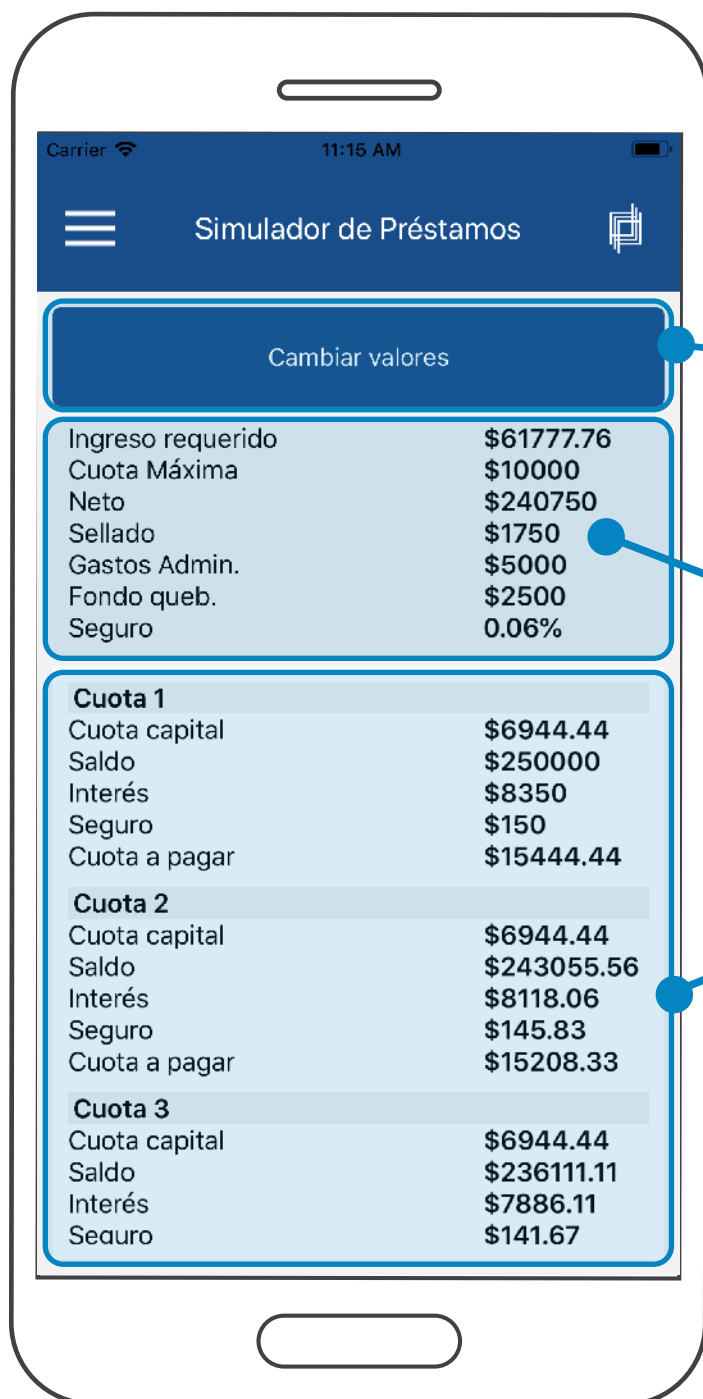 Carrier 11:15 AM
Simulador de Préstamos
Cambiar valores
Ingreso requerido $61777.76
Cuota Máxima $10000
Neto $240750
Sellado $1750
Gastos Admin. $5000
Fondo queb. $2500
Seguro 0.06%
Cuota 1
Cuota capital $6944.44
Saldo $250000
Interés $8350
Seguro $150
Cuota a pagar $15444.44
Cuota 2
Cuota capital $6944.44
Saldo $243055.56
Interés $8118.06
Seguro $145.83
Cuota a pagar $15208.33
Cuota 3
Cuota capital $6944.44
Saldo $236111.11
Interés $7886.11
Seguro $141.67